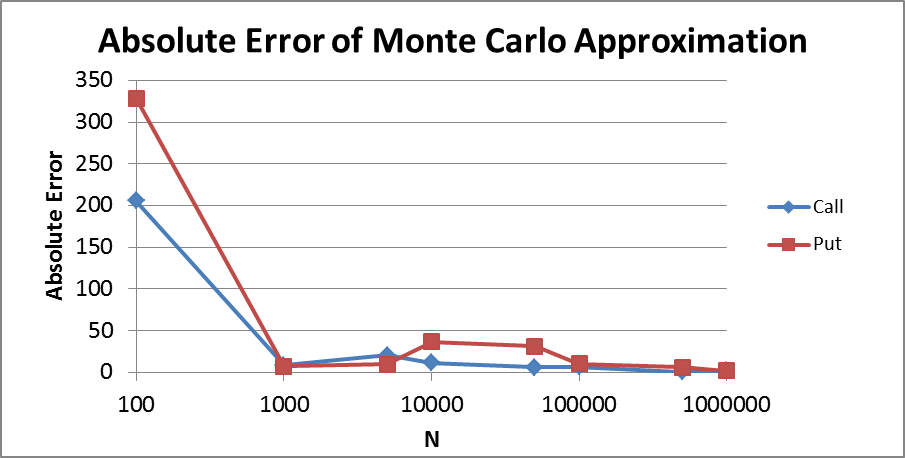 Absolute Error of Monte Carlo Approximation
350
300
250
200
150
100
50
0
Absolute Error
100
1000
10000
100000
1000000
N
Call
Put